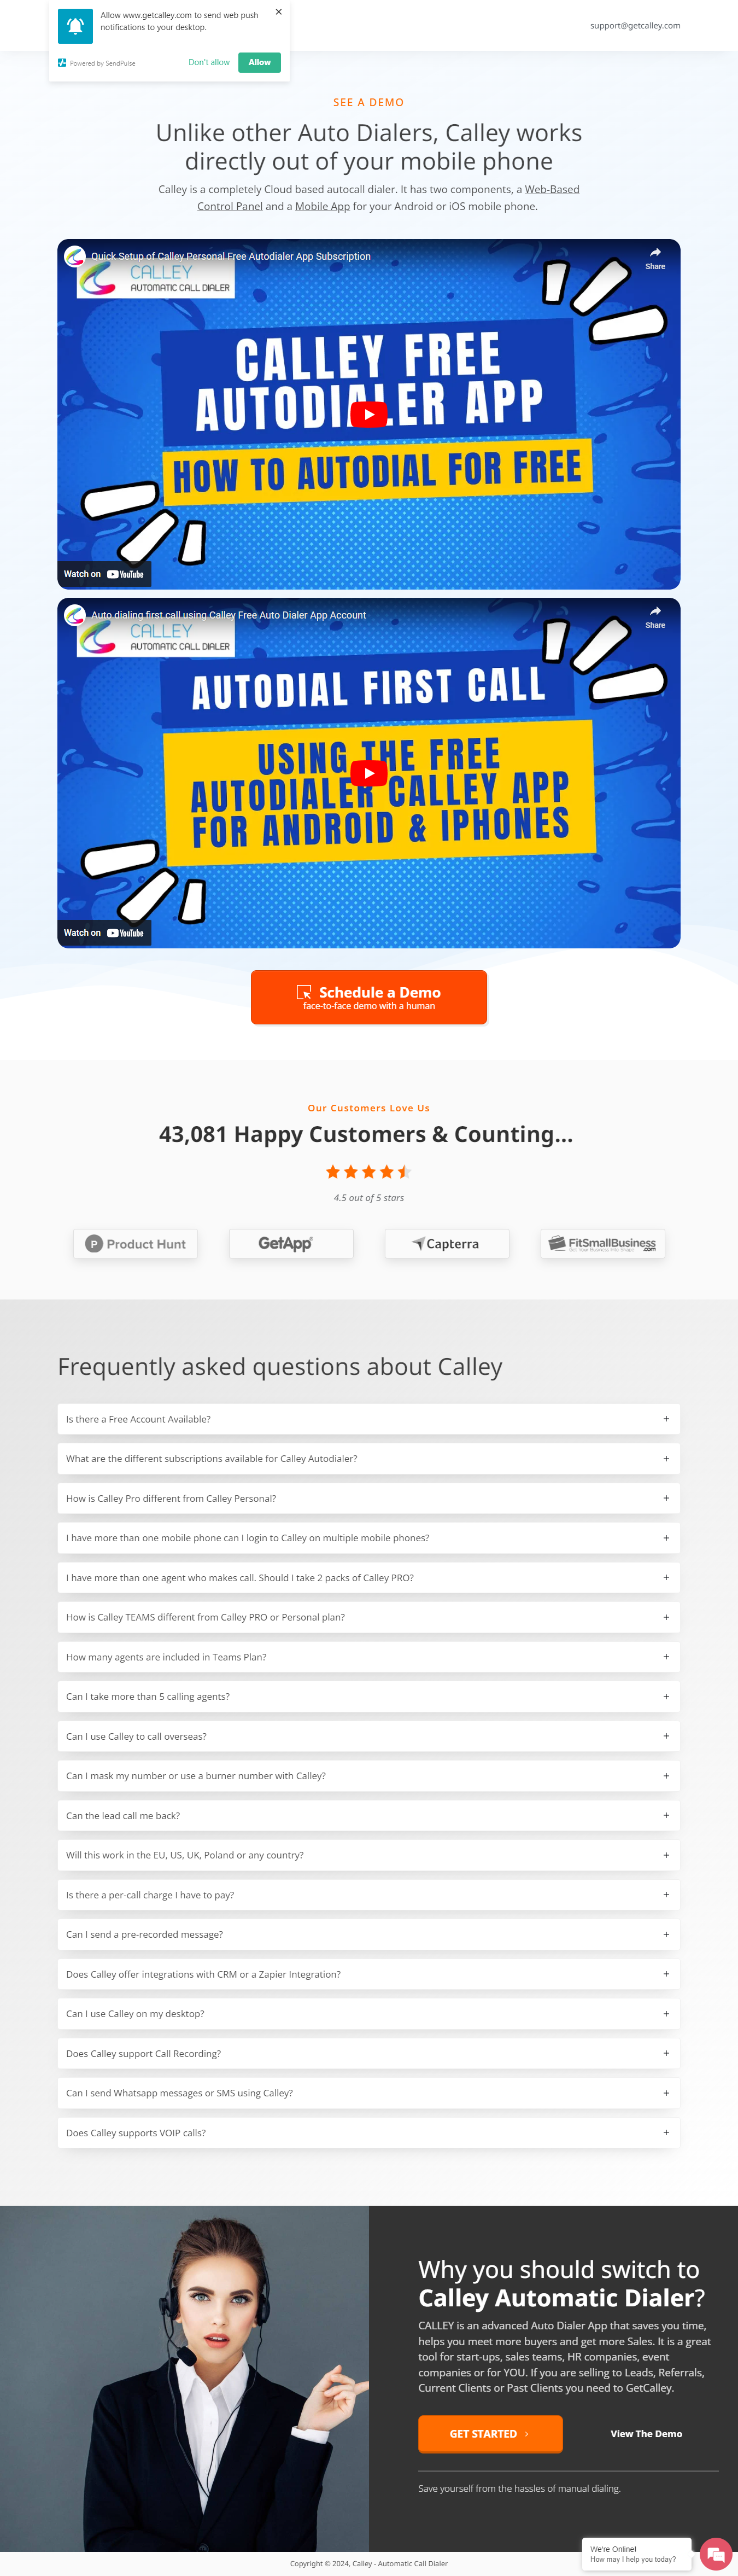 Allow www.getcalley.com to send web push
notifications to your desktop.
Powered by SendPulse
Don't allow
Allow
support@getcalley.com
SEE A DEMO
Unlike other Auto Dialers, Calley works
directly out of your mobile phone
Calley is a completely Cloud based autocall dialer. It has two components, a Web-Based
Control Panel and a Mobile App for your Android or iOS mobile phone.
Quick Setup of Calley Personal Free Autodialer App Subscription
Share
CALLEY
AUTOMATIC CALL DIALER
CALLEY FREE
AUTODIALER APP
HOW TO AUTODIAL FOR FREE
Watch on YouTube
Auto dialing first call using Calley Free Auto Dialer App Account
Share
CALLEY
AUTOMATIC CALL DIALER
AUTODIAL FIRST CALL
USING THE FREE
AUTODIALER CALLEY APP
FOR ANDROID & IPHONES
Watch on YouTube
Schedule a Demo
face-to-face demo with a human
Our Customers Love Us
43,081 Happy Customers & Counting...
4.5 out of 5 stars
P Product Hunt
GetApp
Capterra
FitSmallBusiness
Get Your Business Fits Shape
.com
Frequently asked questions about Calley
Is there a Free Account Available? +
What are the different subscriptions available for Calley Autodialer? +
How is Calley Pro different from Calley Personal? +
I have more than one mobile phone can I login to Calley on multiple mobile phones? +
I have more than one agent who makes call. Should I take 2 packs of Calley PRO? +
How is Calley TEAMS different from Calley PRO or Personal plan? +
How many agents are included in Teams Plan? +
Can I take more than 5 calling agents? +
Can I use Calley to call overseas? +
Can I mask my number or use a burner number with Calley? +
Can the lead call me back? +
Will this work in the EU, US, UK, Poland or any country? +
Is there a per-call charge I have to pay? +
Can I send a pre-recorded message? +
Does Calley offer integrations with CRM or a Zapier Integration? +
Can I use Calley on my desktop? +
Does Calley support Call Recording? +
Can I send Whatsapp messages or SMS using Calley? +
Does Calley supports VOIP calls? +
Why you should switch to
Calley Automatic Dialer?
CALLEY is an advanced Auto Dialer App that saves you time,
helps you meet more buyers and get more Sales. It is a great
tool for start-ups, sales teams, HR companies, event
companies or for YOU. If you are selling to Leads, Referrals,
Current Clients or Past Clients you need to GetCalley.
GET STARTED
View The Demo
Save yourself from the hassles of manual dialing.
We're Online!
How may I help you today?
Copyright © 2024, Calley - Automatic Call Dialer